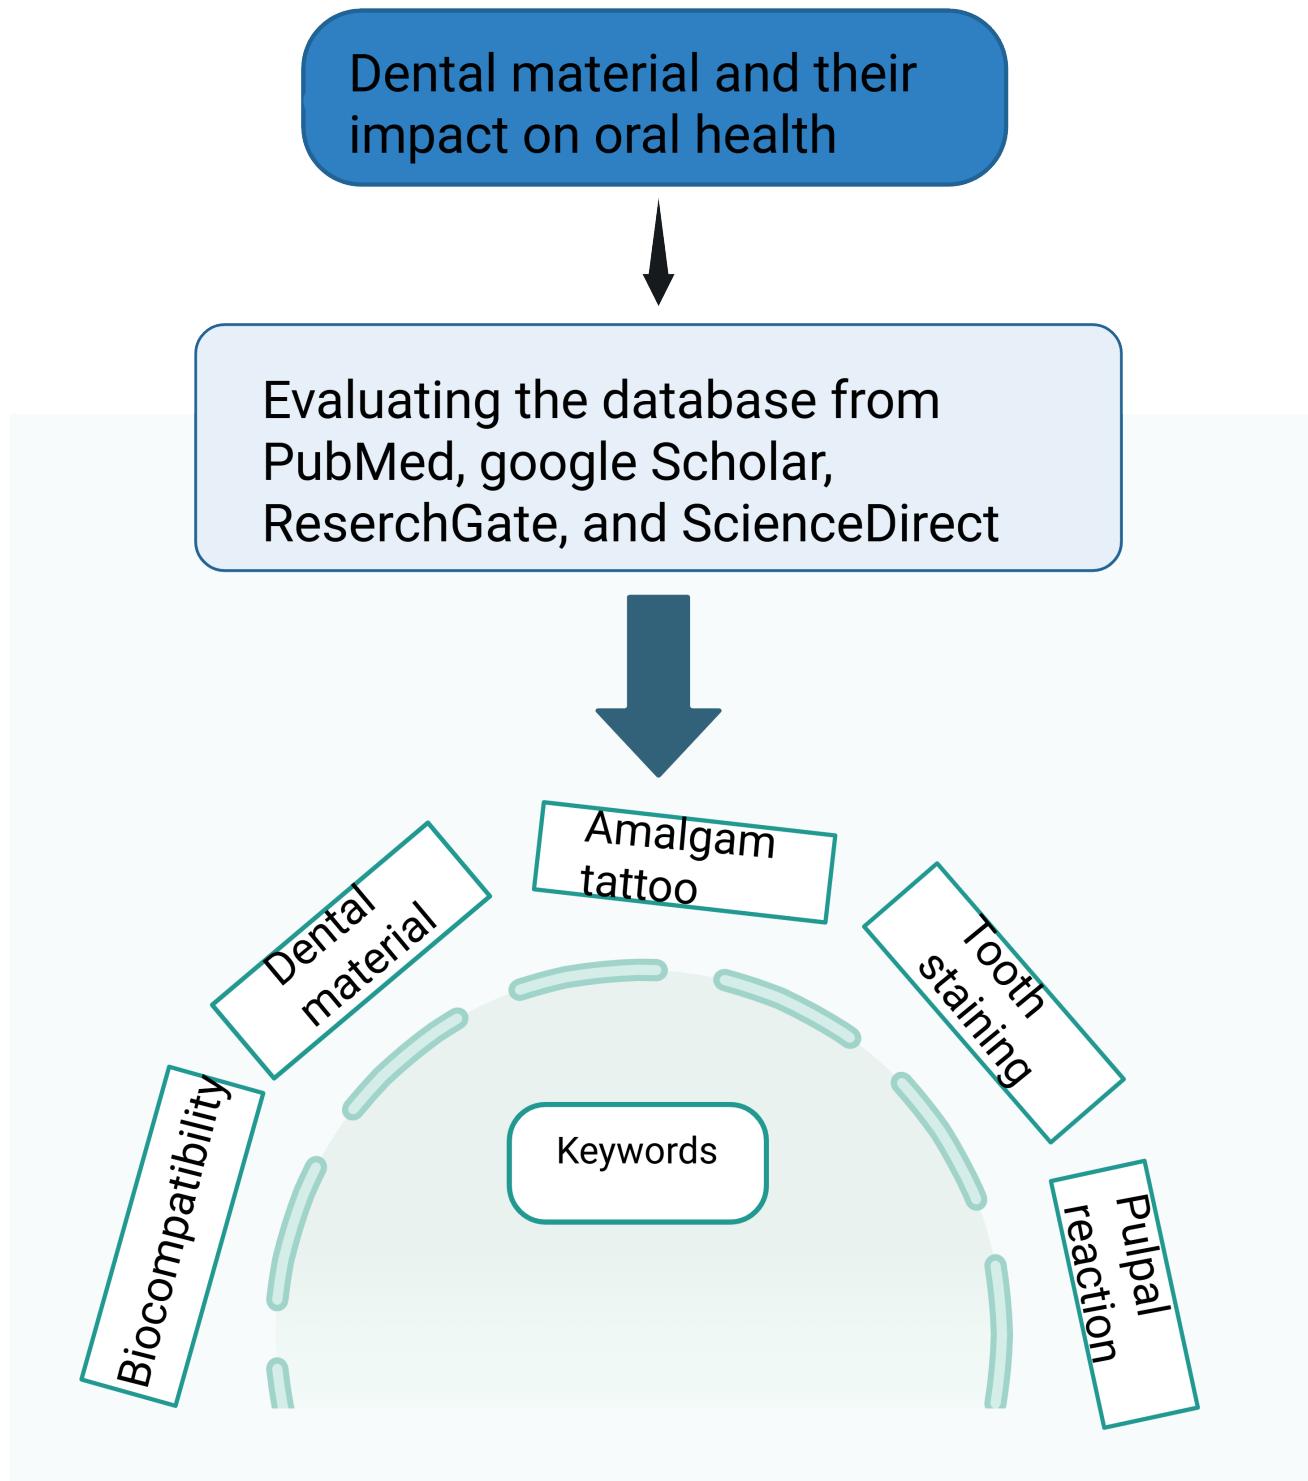 Dental material and their
impact on oral health
Evaluating the database from
PubMed, google Scholar,
ReserchGate, and ScienceDirect
Biocompatibility
Dental
material
Amalgam
tattoo
Tooth
staining
Pulpal
reaction
Keywords